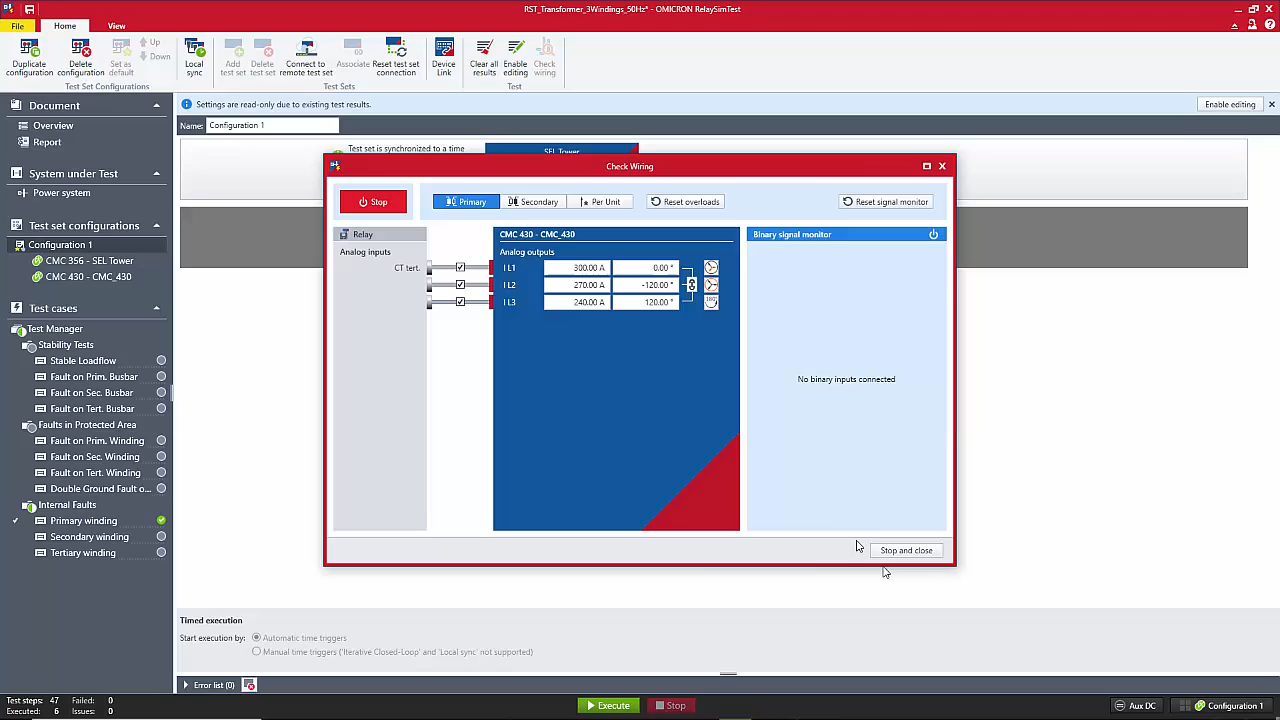 RST_Transformer_3Windings_50Hz* - OMICRON RelaySimTest
File Home View
Duplicate configuration
Delete configuration
Set as default
Up
Down
Local sync
Add test set
Delete test set
Connect to remote test set
Associate
Reset test set connection
Device Link
Clear all results
Enable editing
Check wiring
Test Set Configurations
Test Sets
Test
Document
Overview
Report
System under Test
Power system
Test set configurations
Configuration 1
CMC 356 - SEL Tower
CMC 430 - CMC_430
Test cases
Test Manager
Stability Tests
Stable Loadflow
Fault on Prim. Busbar
Fault on Sec. Busbar
Fault on Tert. Busbar
Faults in Protected Area
Fault on Prim. Winding
Fault on Sec. Winding
Fault on Tert. Winding
Double Ground Fault o...
Internal Faults
Primary winding
Secondary winding
Tertiary winding
Settings are read-only due to existing test results.
Enable editing
Name: Configuration 1
Test set is synchronized to a time
SEL Tower
Check Wiring
Stop
Primary
Secondary
Per Unit
Reset overloads
Reset signal monitor
Relay
Analog inputs
CT tert.
CMC 430 - CMC_430
Analog outputs
I L1 300.00 A 0.00 °
I L2 270.00 A -120.00 °
I L3 240.00 A 120.00 °
180°
Binary signal monitor
No binary inputs connected
Stop and close
Timed execution
Start execution by: Automatic time triggers
Manual time triggers ('Iterative Closed-Loop' and 'Local sync' not supported)
Error list (0)
Test steps: 47 Failed: 0
Executed: 6 Issues: 0
Execute
Stop
Aux DC
Configuration 1